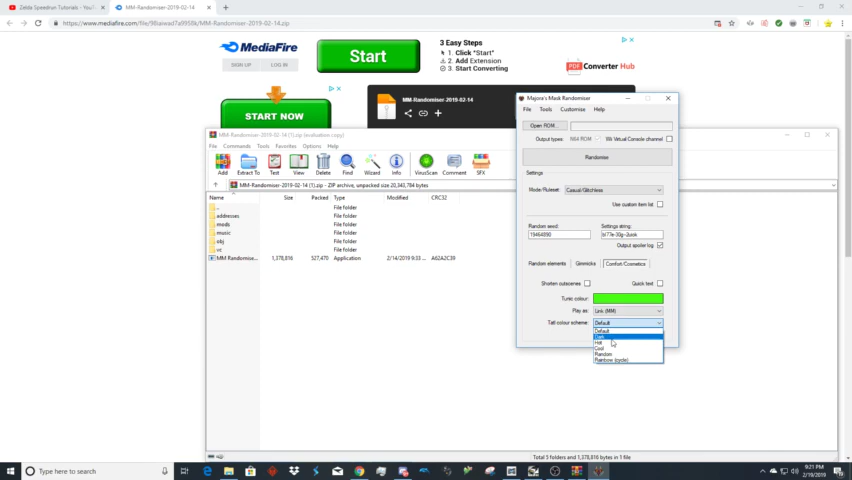 Zelda Speedrun Tutorials - YouT
MM-Randomiser-2019-02-14
https://www.mediafire.com/file/
/MM-Randomiser-2019-02-14.zip
MediaFire
SIGN UP
LOG IN
Start
3 Easy Steps
1. Click "Start"
2. Add Extension
3. Start Converting
PDF
Converter Hub
START NOW
MM-Randomiser-2019-02-14
MM-Randomiser-2019-02-14 (1).zip (evaluation copy)
File Commands Tools Favorites Options Help
Add
Extract To
Test
View
Delete
Find
Wizard
Info
VirusScan
Comment
SFX
MM-Randomiser-2019-02-14 (1).zip - ZIP archive, unpacked size 20,343,784 bytes
Name Size Packed Type Modified CRC32
..
File folder
addresses File folder
mods File folder
music File folder
obj File folder
vc File folder
MM Randomise... 1,378,816 527,470 Application 2/14/2019 9:33 ... A62A2C39
Total 5 folders and 1,378,816 bytes in 1 file
Majora's Mask Randomiser
File Tools Customise Help
Open ROM...
Output types: N64 ROM Wii Virtual Console channel
Randomise
Settings
Mode/Ruleset: Casual/Glitchless
Use custom item list
Random seed: Settings string:
19464890
Output spoiler log
Random elements Gimmicks Comfort/Cosmetics
Shorten cutscenes Quick text
Tunic colour:
Play as: Link (MM)
Tatl colour scheme: Default
Default
Dark
Hot
Cool
Random
Rainbow (cycle)
Type here to search
9:21 PM
2/19/2019